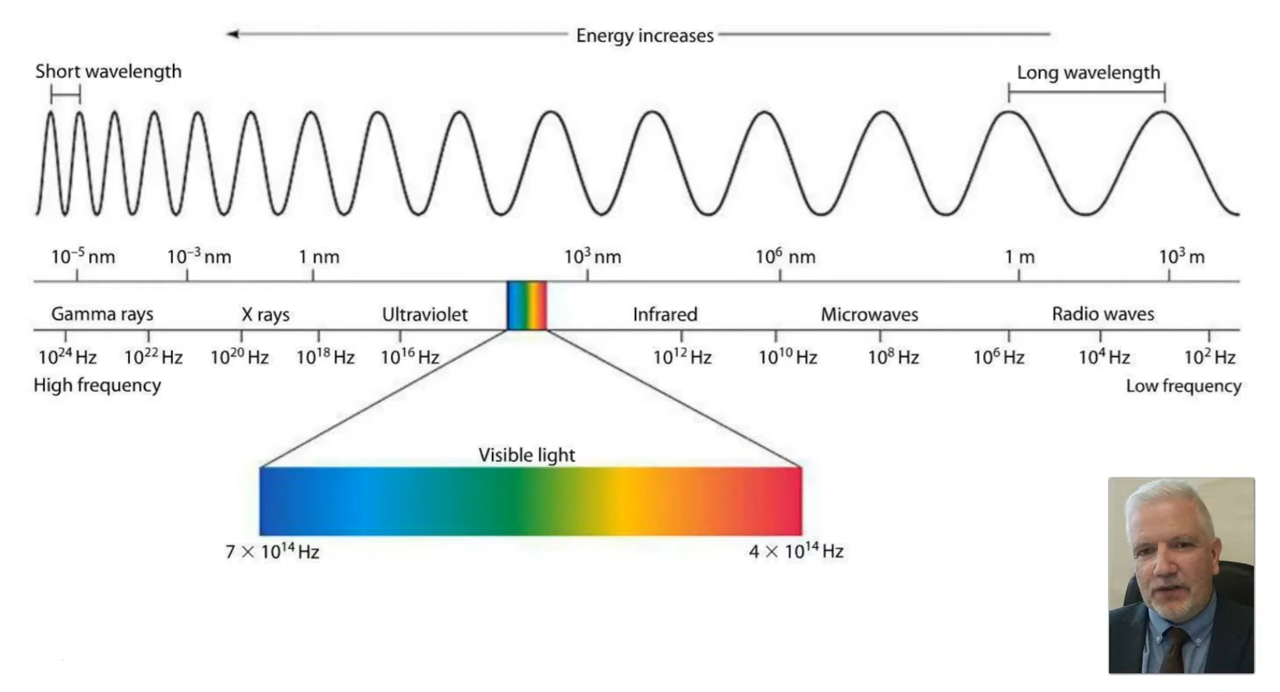 Energy increases
Short wavelength
Long wavelength
10⁻⁵ nm 10⁻³ nm 1 nm 10³ nm 10⁶ nm 1 m 10³ m
Gamma rays X rays Ultraviolet Infrared Microwaves Radio waves
10²⁴ Hz 10²² Hz 10²⁰ Hz 10¹⁸ Hz 10¹⁶ Hz 10¹² Hz 10¹⁰ Hz 10⁸ Hz 10⁶ Hz 10⁴ Hz 10² Hz
High frequency Low frequency
Visible light
7 × 10¹⁴ Hz 4 × 10¹⁴ Hz